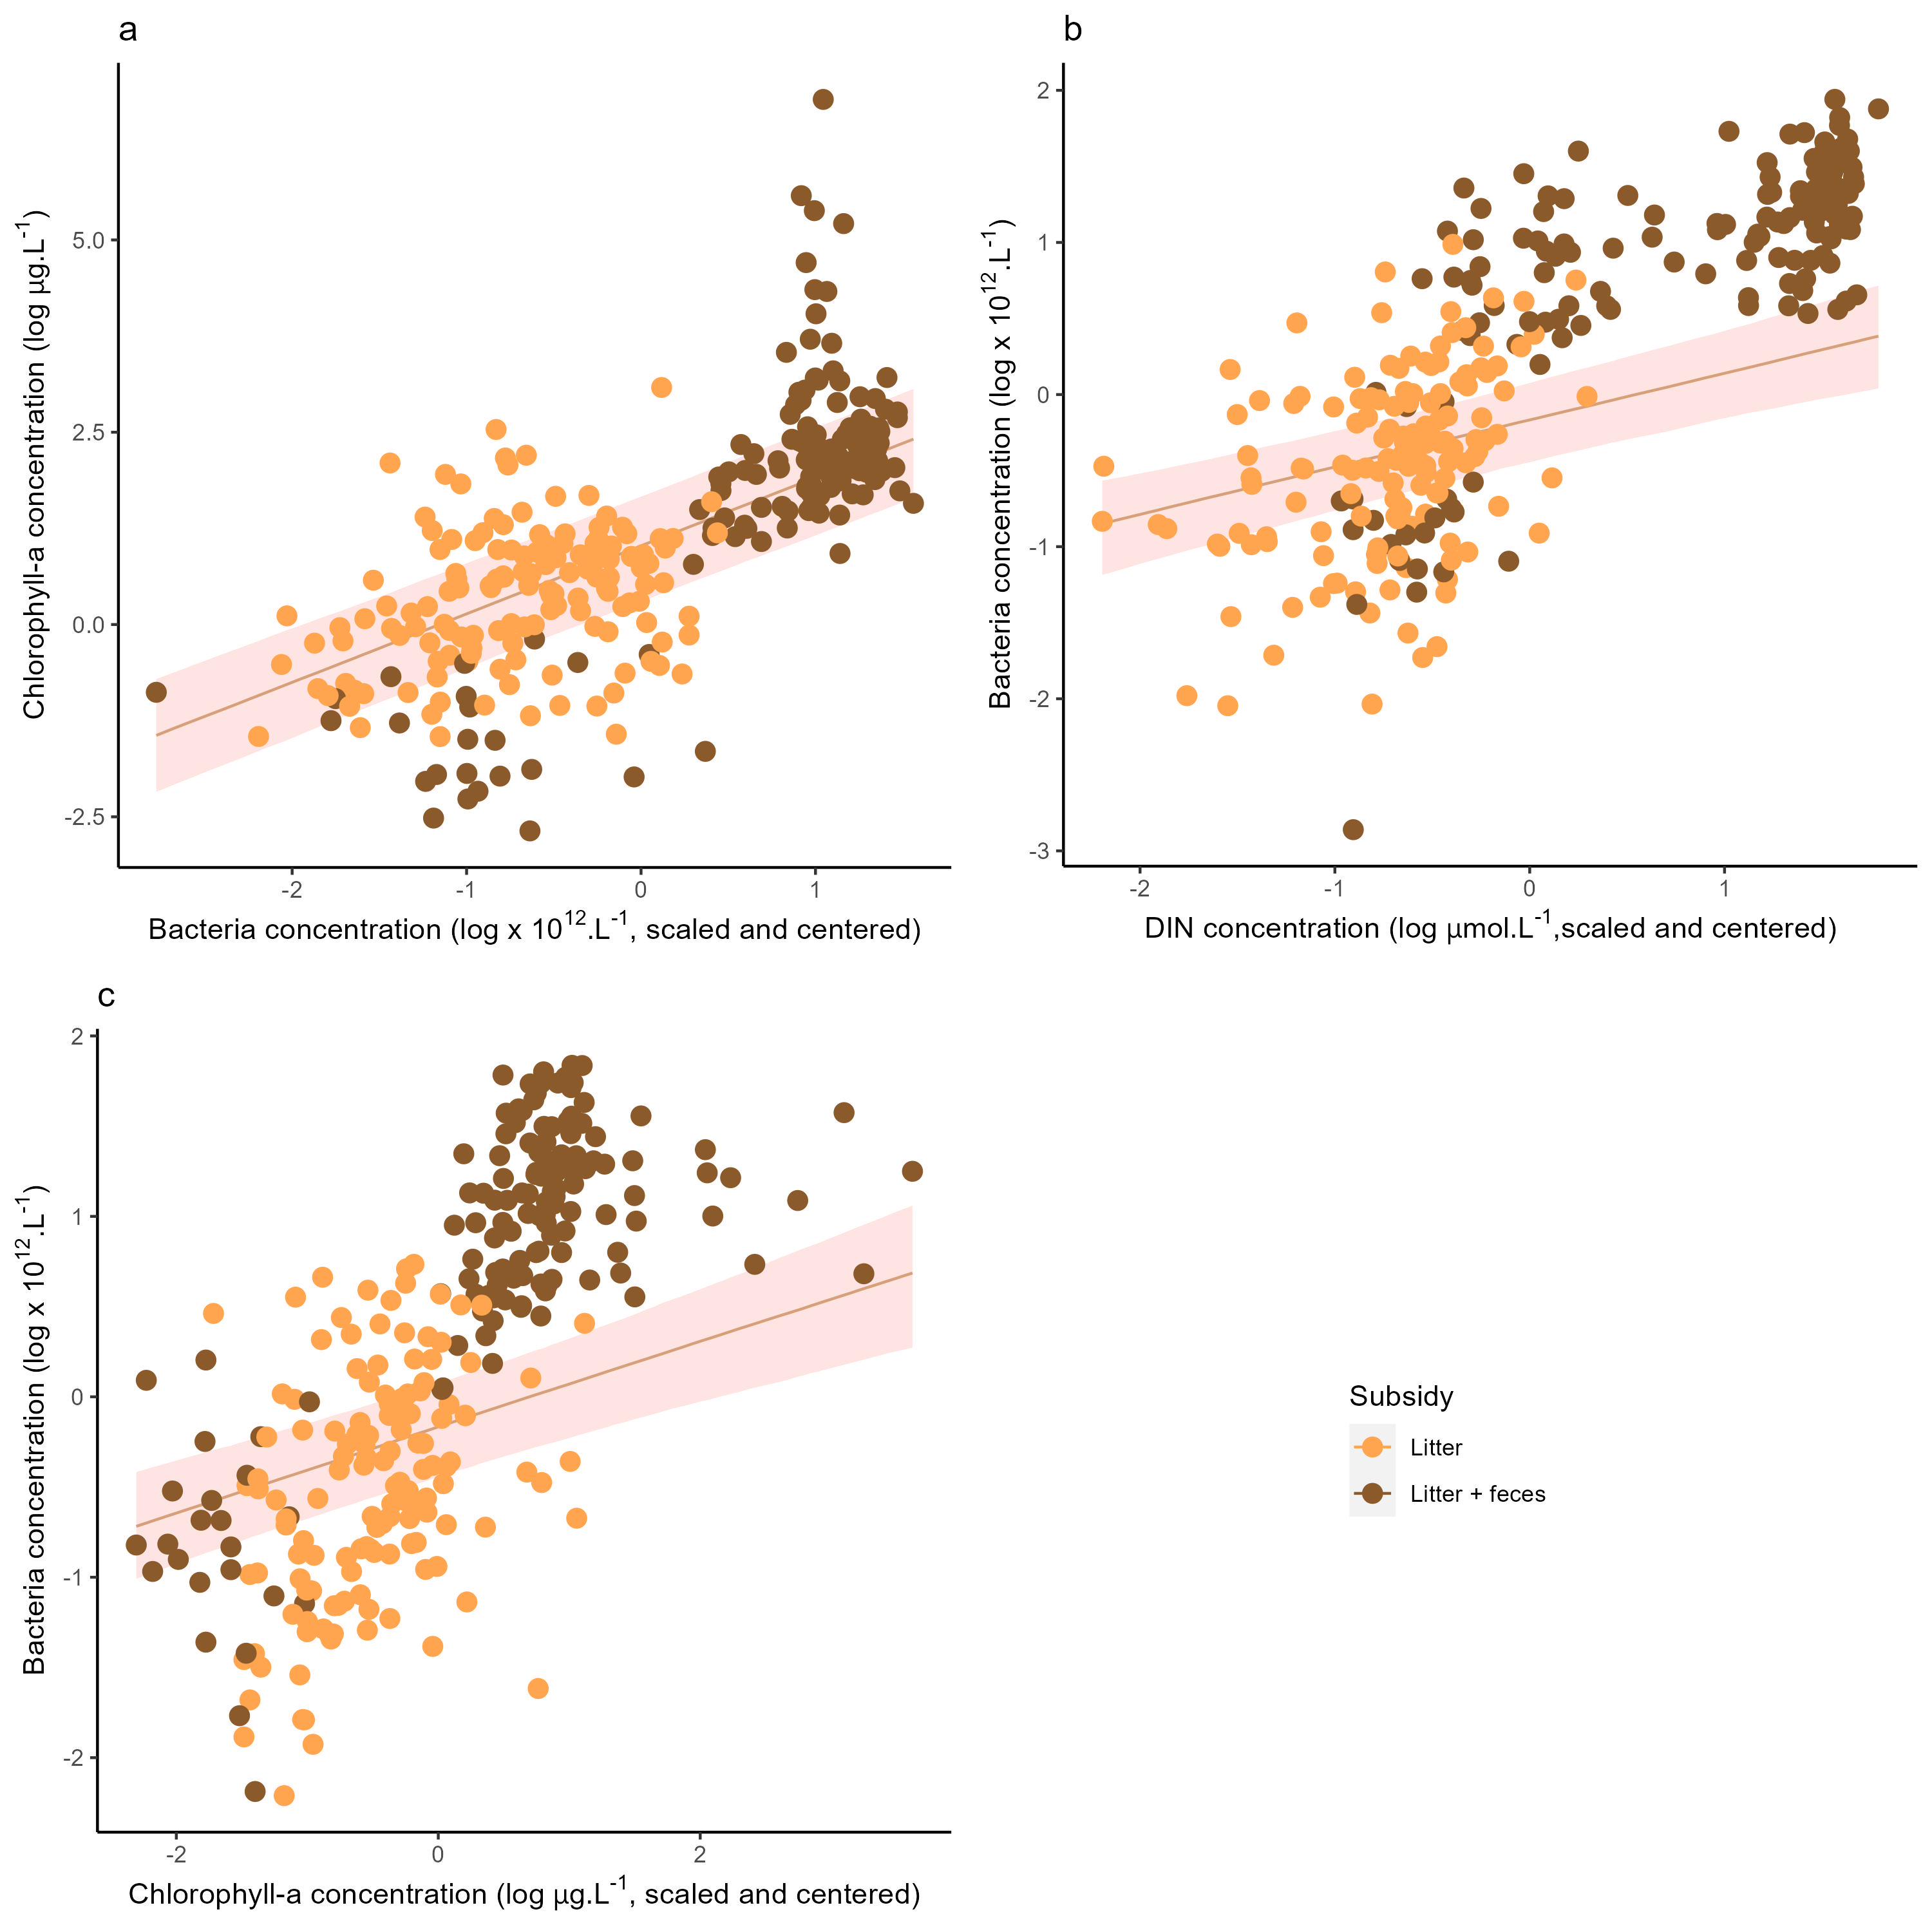 a
Chlorophyll-a concentration (log µg.L⁻¹)
5.0
2.5
0.0
-2.5
-2
-1
0
1
Bacteria concentration (log x 10¹².L⁻¹, scaled and centered)
b
Bacteria concentration (log x 10¹².L⁻¹)
2
1
0
-1
-2
-3
-2
-1
0
1
DIN concentration (log µmol.L⁻¹,scaled and centered)
c
Bacteria concentration (log x 10¹².L⁻¹)
2
1
0
-1
-2
-2
0
2
Chlorophyll-a concentration (log µg.L⁻¹, scaled and centered)
Subsidy
Litter
Litter + feces